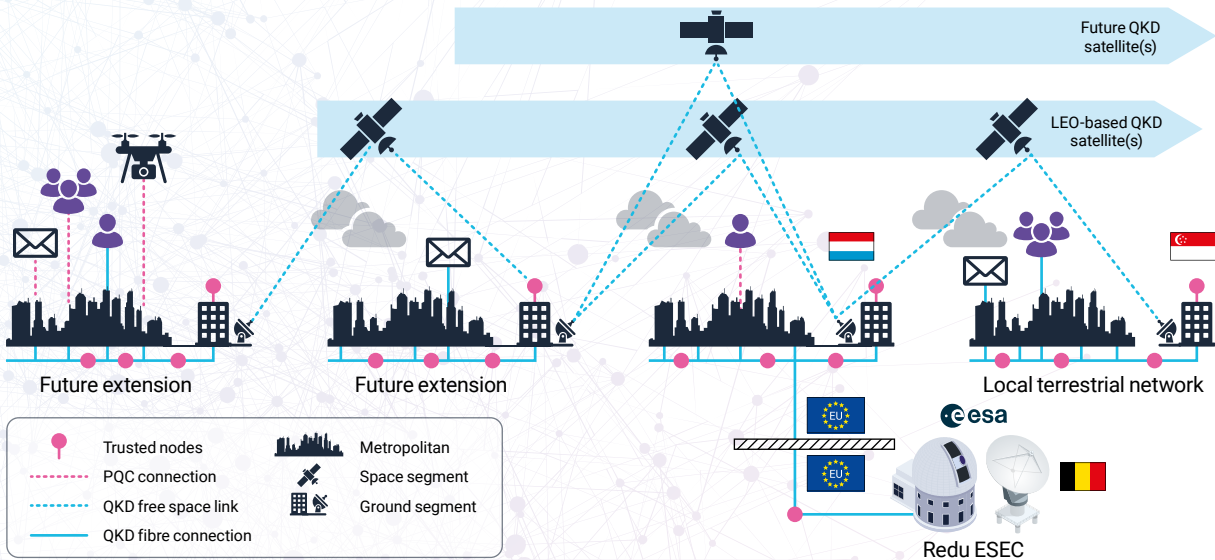 Future QKD
satellite(s)
LEO-based QKD
satellite(s)
Future extension
Future extension
Local terrestrial network
EU
EU
esa
Redu ESEC
Trusted nodes
PQC connection
QKD free space link
QKD fibre connection
Metropolitan
Space segment
Ground segment